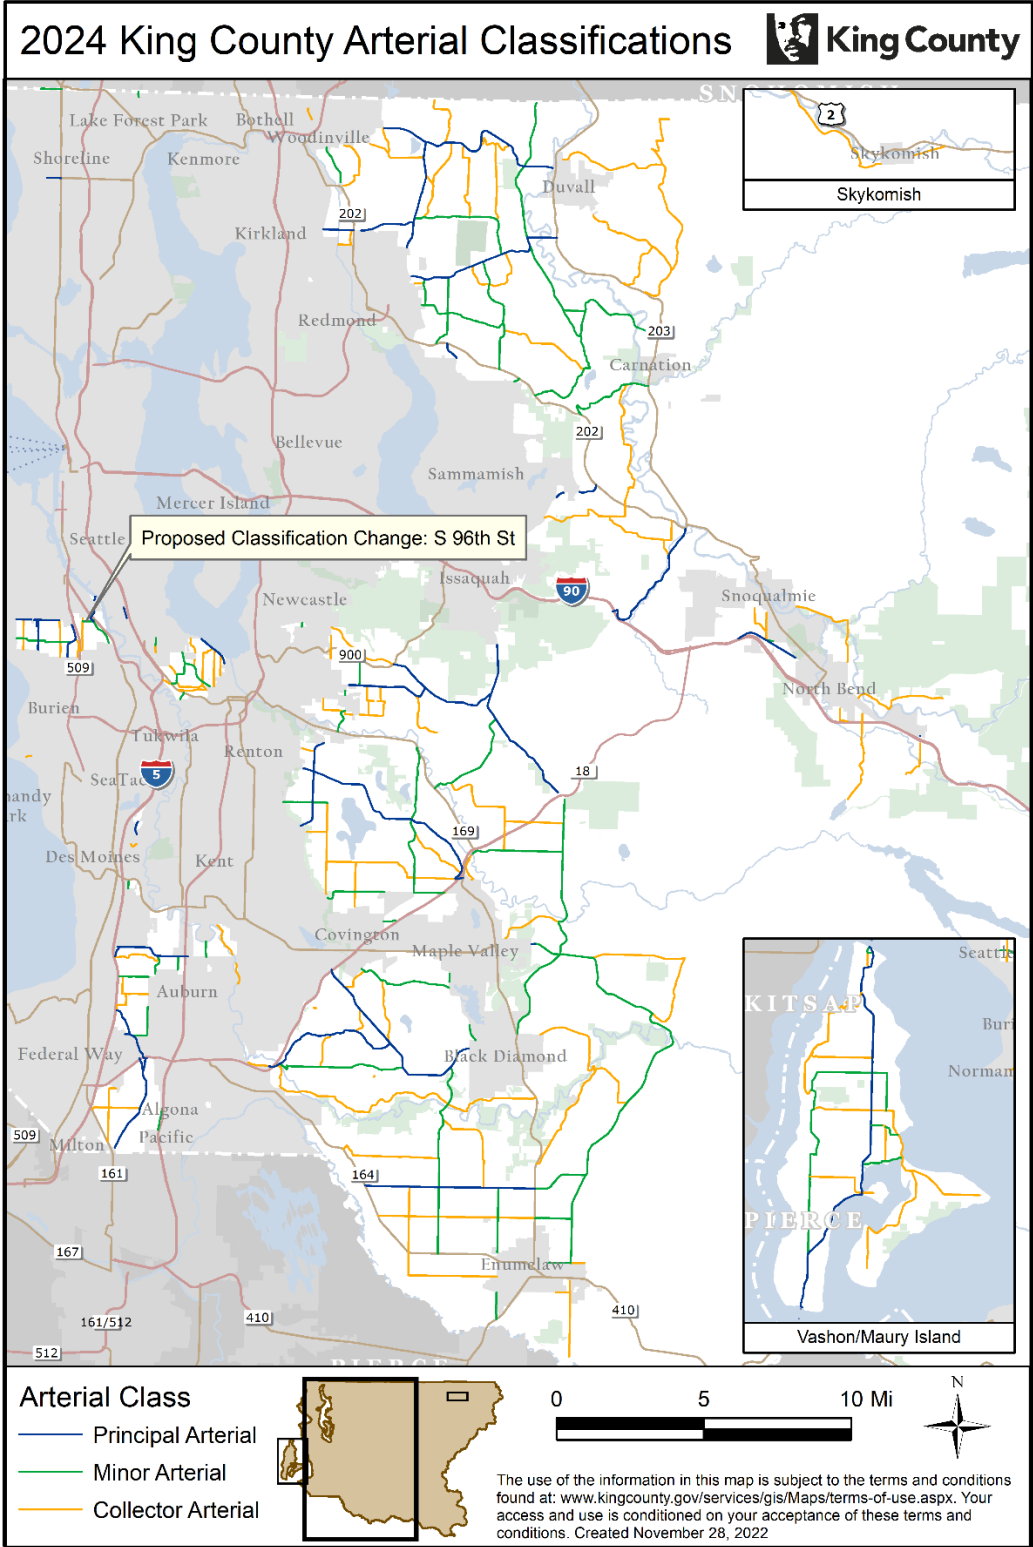 2024 King County Arterial Classifications
King County
Lake Forest Park
Bothell
Woodinville
Shoreline
Kenmore
2
Skykomish
Skykomish
Duvall
202
Kirkland
Redmond
203
Carnation
202
Bellevue
Sammamish
Mercer Island
Seattle
Proposed Classification Change: S 96th St
Issaquah
90
Newcastle
Snoqualmie
900
509
North Bend
Burien
Tukwila
Renton
SeaTac
5
18
andy
rk
169
Des Moines
Kent
Covington
Maple Valley
Auburn
Federal Way
Black Diamond
Algona
Pacific
509
Milton
161
164
167
Enumclaw
161/512
410
410
512
PIERCE
Seattle
KITSAP
Buri
Norman
PIERCE
Vashon/Maury Island
Arterial Class
Principal Arterial
Minor Arterial
Collector Arterial
0 5 10 Mi
N
The use of the information in this map is subject to the terms and conditions
found at: www.kingcounty.gov/services/gis/Maps/terms-of-use.aspx. Your
access and use is conditioned on your acceptance of these terms and
conditions. Created November 28, 2022